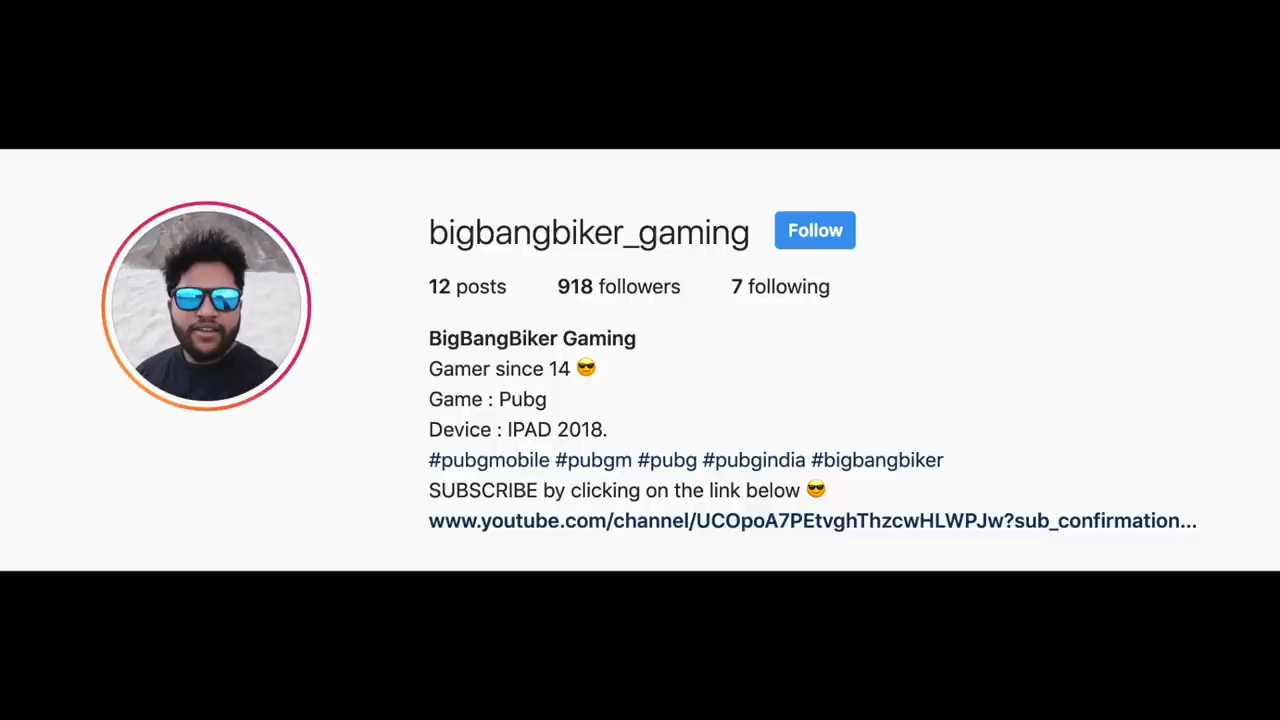 bigbangbiker_gaming Follow
12 posts 918 followers 7 following
BigBangBiker Gaming
Gamer since 14 😎
Game : Pubg
Device : IPAD 2018.
#pubgmobile #pubgm #pubg #pubgindia #bigbangbiker
SUBSCRIBE by clicking on the link below 😎
www.youtube.com/channel/UCOpoA7PEtvghThzcwHLWPJw?sub_confirmation...